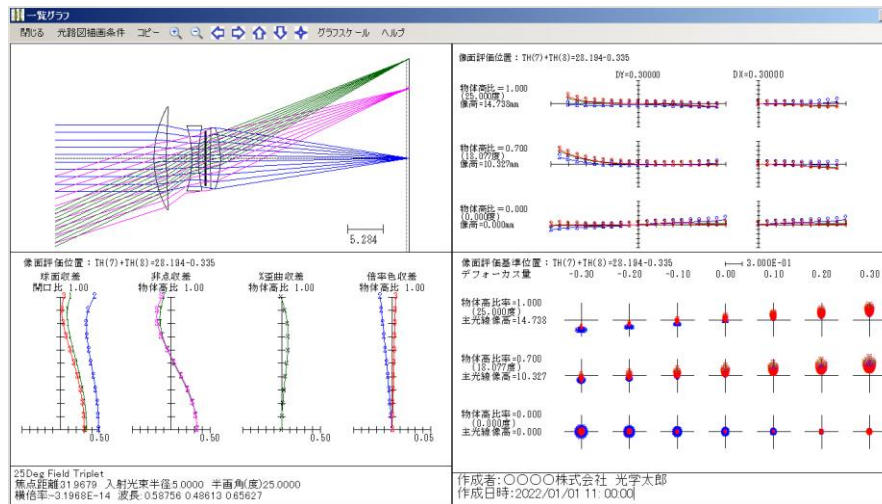 一覧グラフ
閉じる 光路図描画条件 コピー グラフスケール ヘルプ
5.284
像面評価位置：TH(7)+TH(8)=28.194-0.335
DY=0.30000 DX=0.30000
物体高比＝1.000
(25.000度)
像高=14.738mm
物体高比＝0.700
(18.077度)
像高=10.327mm
物体高比＝0.000
(0.000度)
像高=0.000mm
像面評価位置：TH(7)+TH(8)=28.194-0.335
球面収差 非点収差 %歪曲収差 倍率色収差
開口比 1.00 物体高比 1.00 物体高比 1.00 物体高比 1.00
0.50 0.50 0.50 0.05
像面評価基準位置：TH(7)+TH(8)=28.194-0.335 3.000E-01
デフォーカス量 -0.30 -0.20 -0.10 0.00 0.10 0.20 0.30
物体高比率=1.000
(25.000度)
主光線像高=14.738
物体高比率=0.700
(18.077度)
主光線像高=10.327
物体高比率=0.000
(0.000度)
主光線像高=0.000
25Deg Field Triplet
焦点距離31.9679 入射光束半径5.0000 半画角(度)25.0000
横倍率-3.1968E-14 波長 0.58756 0.48613 0.65627
作成者：〇〇〇〇株式会社 光学太郎
作成日時：2022/01/01 11:00:00